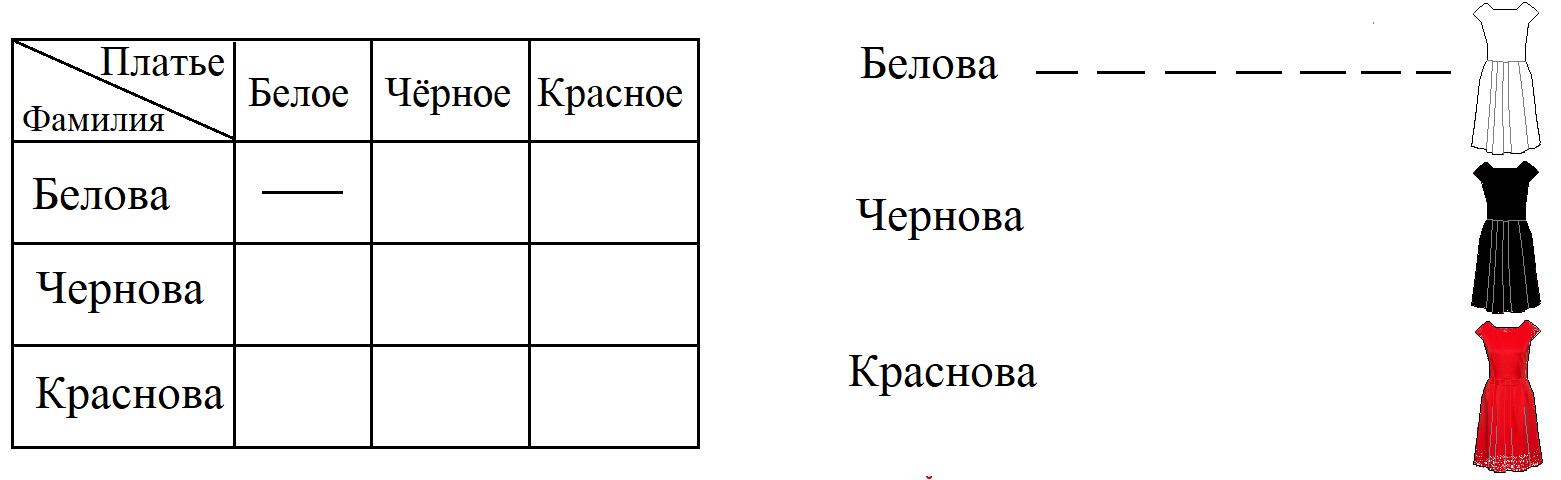 Платье
Фамилия
Белое Чёрное Красное
Белова
Чернова
Краснова
Белова
Чернова
Краснова